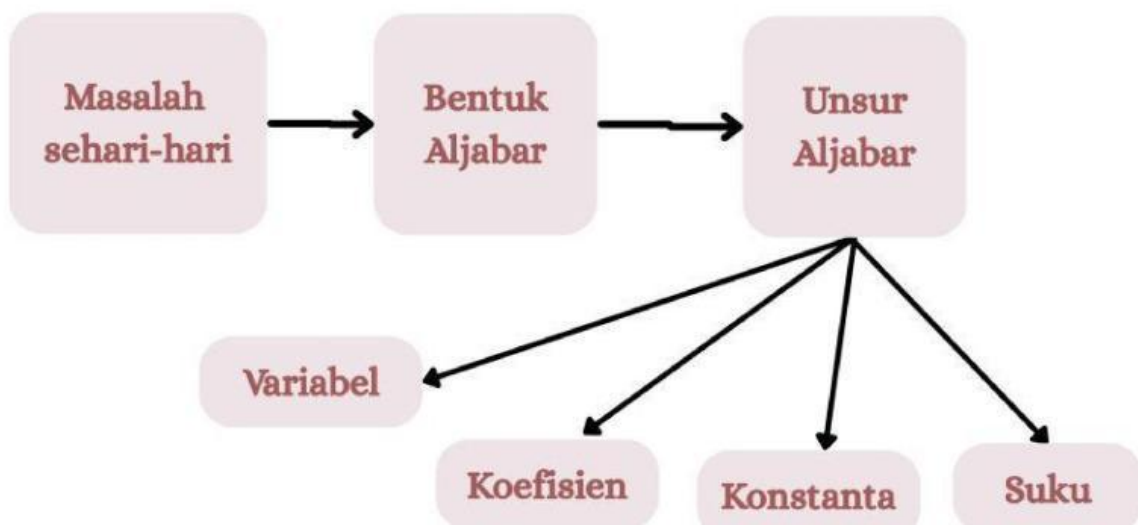 Masalah
sehari-hari
Bentuk
Aljabar
Unsur
Aljabar
Variabel
Koefisien
Konstanta
Suku